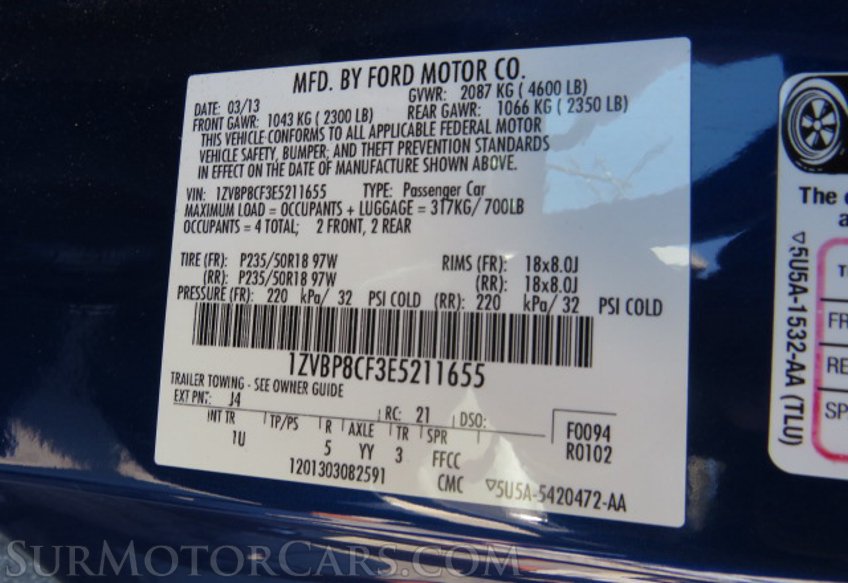 MFD. BY FORD MOTOR CO.
DATE: 03/13 GVWR: 2087 KG ( 4600 LB)
FRONT GAWR: 1043 KG ( 2300 LB) REAR GAWR: 1066 KG ( 2350 LB)
THIS VEHICLE CONFORMS TO ALL APPLICABLE FEDERAL MOTOR
VEHICLE SAFETY, BUMPER, AND THEFT PREVENTION STANDARDS
IN EFFECT ON THE DATE OF MANUFACTURE SHOWN ABOVE.
VIN: 1ZVBP8CF3E5211655 TYPE: Passenger Car
MAXIMUM LOAD = OCCUPANTS + LUGGAGE = 317KG/ 700LB
OCCUPANTS = 4 TOTAL; 2 FRONT, 2 REAR
TIRE (FR): P235/50R18 97W RIMS (FR): 18x8.0J
(RR): P235/50R18 97W (RR): 18x8.0J
PRESSURE (FR): 220 kPa/ 32 PSI COLD (RR): 220 kPa/ 32 PSI COLD
1ZVBP8CF3E5211655
TRAILER TOWING - SEE OWNER GUIDE
EXT PNT: J4 RC: 21 DSO:
INT TR TP/PS R AXLE TR SPR F0094
1U 5 YY 3 FFCC R0102
1201303082591 CMC ▽5U5A-5420472-AA
The
▽5U5A-1532-AA (TLU)
FR
RE
SP
SurMotorCars.com